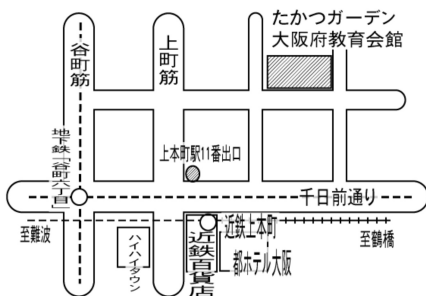 たかつガーデン
大阪府教育会館
谷町筋
上町筋
地下鉄「谷町六丁目」
上本町駅11番出口
千日前通り
至難波
ハイハイタウン
近鉄百貨店
近鉄上本町
都ホテル大阪
至鶴橋